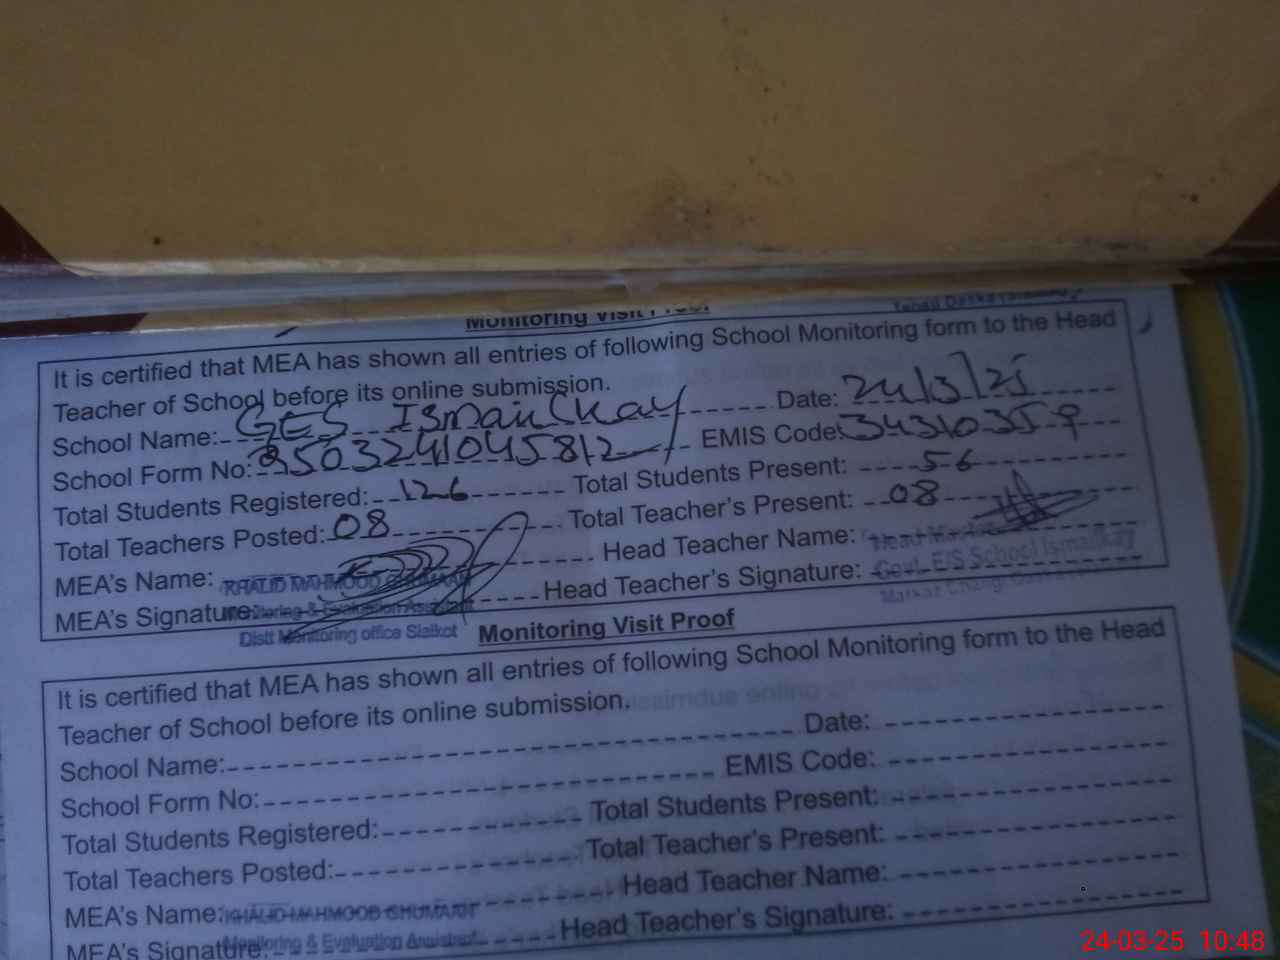 Monitoring Visit Proof
It is certified that MEA has shown all entries of following School Monitoring form to the Head
Teacher of School before its online submission.
School Name: GES Ismailkay Date: 24/3/25
School Form No: 2503241045812 EMIS Code: 34310359
Total Students Registered: 126 Total Students Present: 56
Total Teachers Posted: 08 Total Teacher's Present: 08
MEA's Name: KHALID MAHMOOD GHUMAAN Head Teacher Name: Head Master
MEA's Signature: Monitoring & Evaluation Assistant Head Teacher's Signature: Govt. E/S School Ismailkay
Distt Monitoring office Sialkot Markaz
Monitoring Visit Proof
It is certified that MEA has shown all entries of following School Monitoring form to the Head
Teacher of School before its online submission.
School Name: Date:
School Form No: EMIS Code:
Total Students Registered: Total Students Present:
Total Teachers Posted: Total Teacher's Present:
MEA's Name: KHALID MAHMOOD GHUMAAN Head Teacher Name:
MEA's Signature: Monitoring & Evaluation Assistant Head Teacher's Signature:
24-03-25 10:48